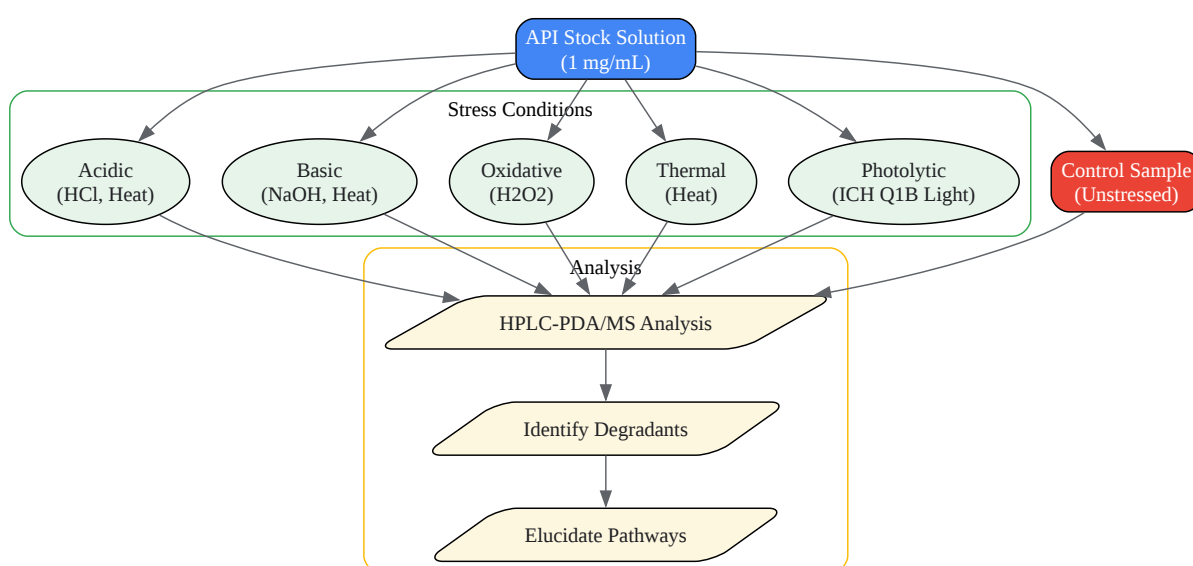 API Stock Solution
(1 mg/mL)
Stress Conditions
Acidic
(HCl, Heat)
Basic
(NaOH, Heat)
Oxidative
(H2O2)
Thermal
(Heat)
Photolytic
(ICH Q1B Light)
Control Sample
(Unstressed)
Analysis
HPLC-PDA/MS Analysis
Identify Degradants
Elucidate Pathways